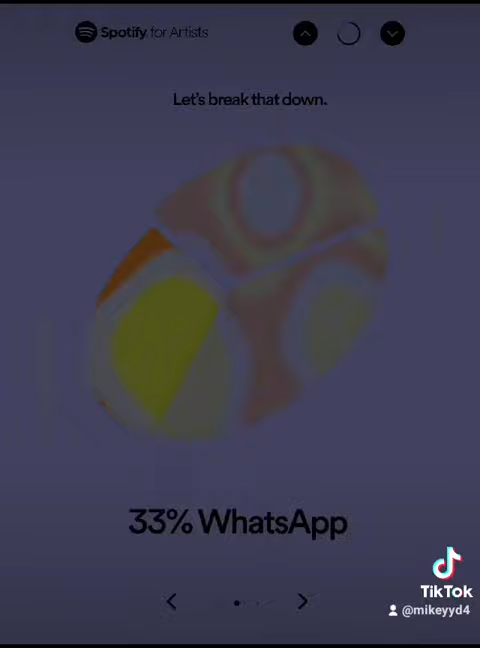 Spotify for Artists
Let's break that down.
33% WhatsApp
TikTok
@mikeyyd4